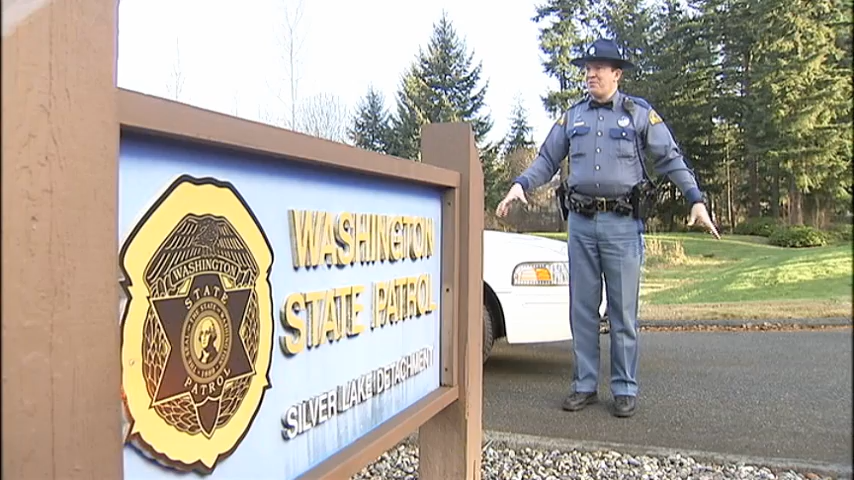 WASHINGTON
STATE
PATROL
WASHINGTON
STATE PATROL
SILVER LAKE DETACHMENT